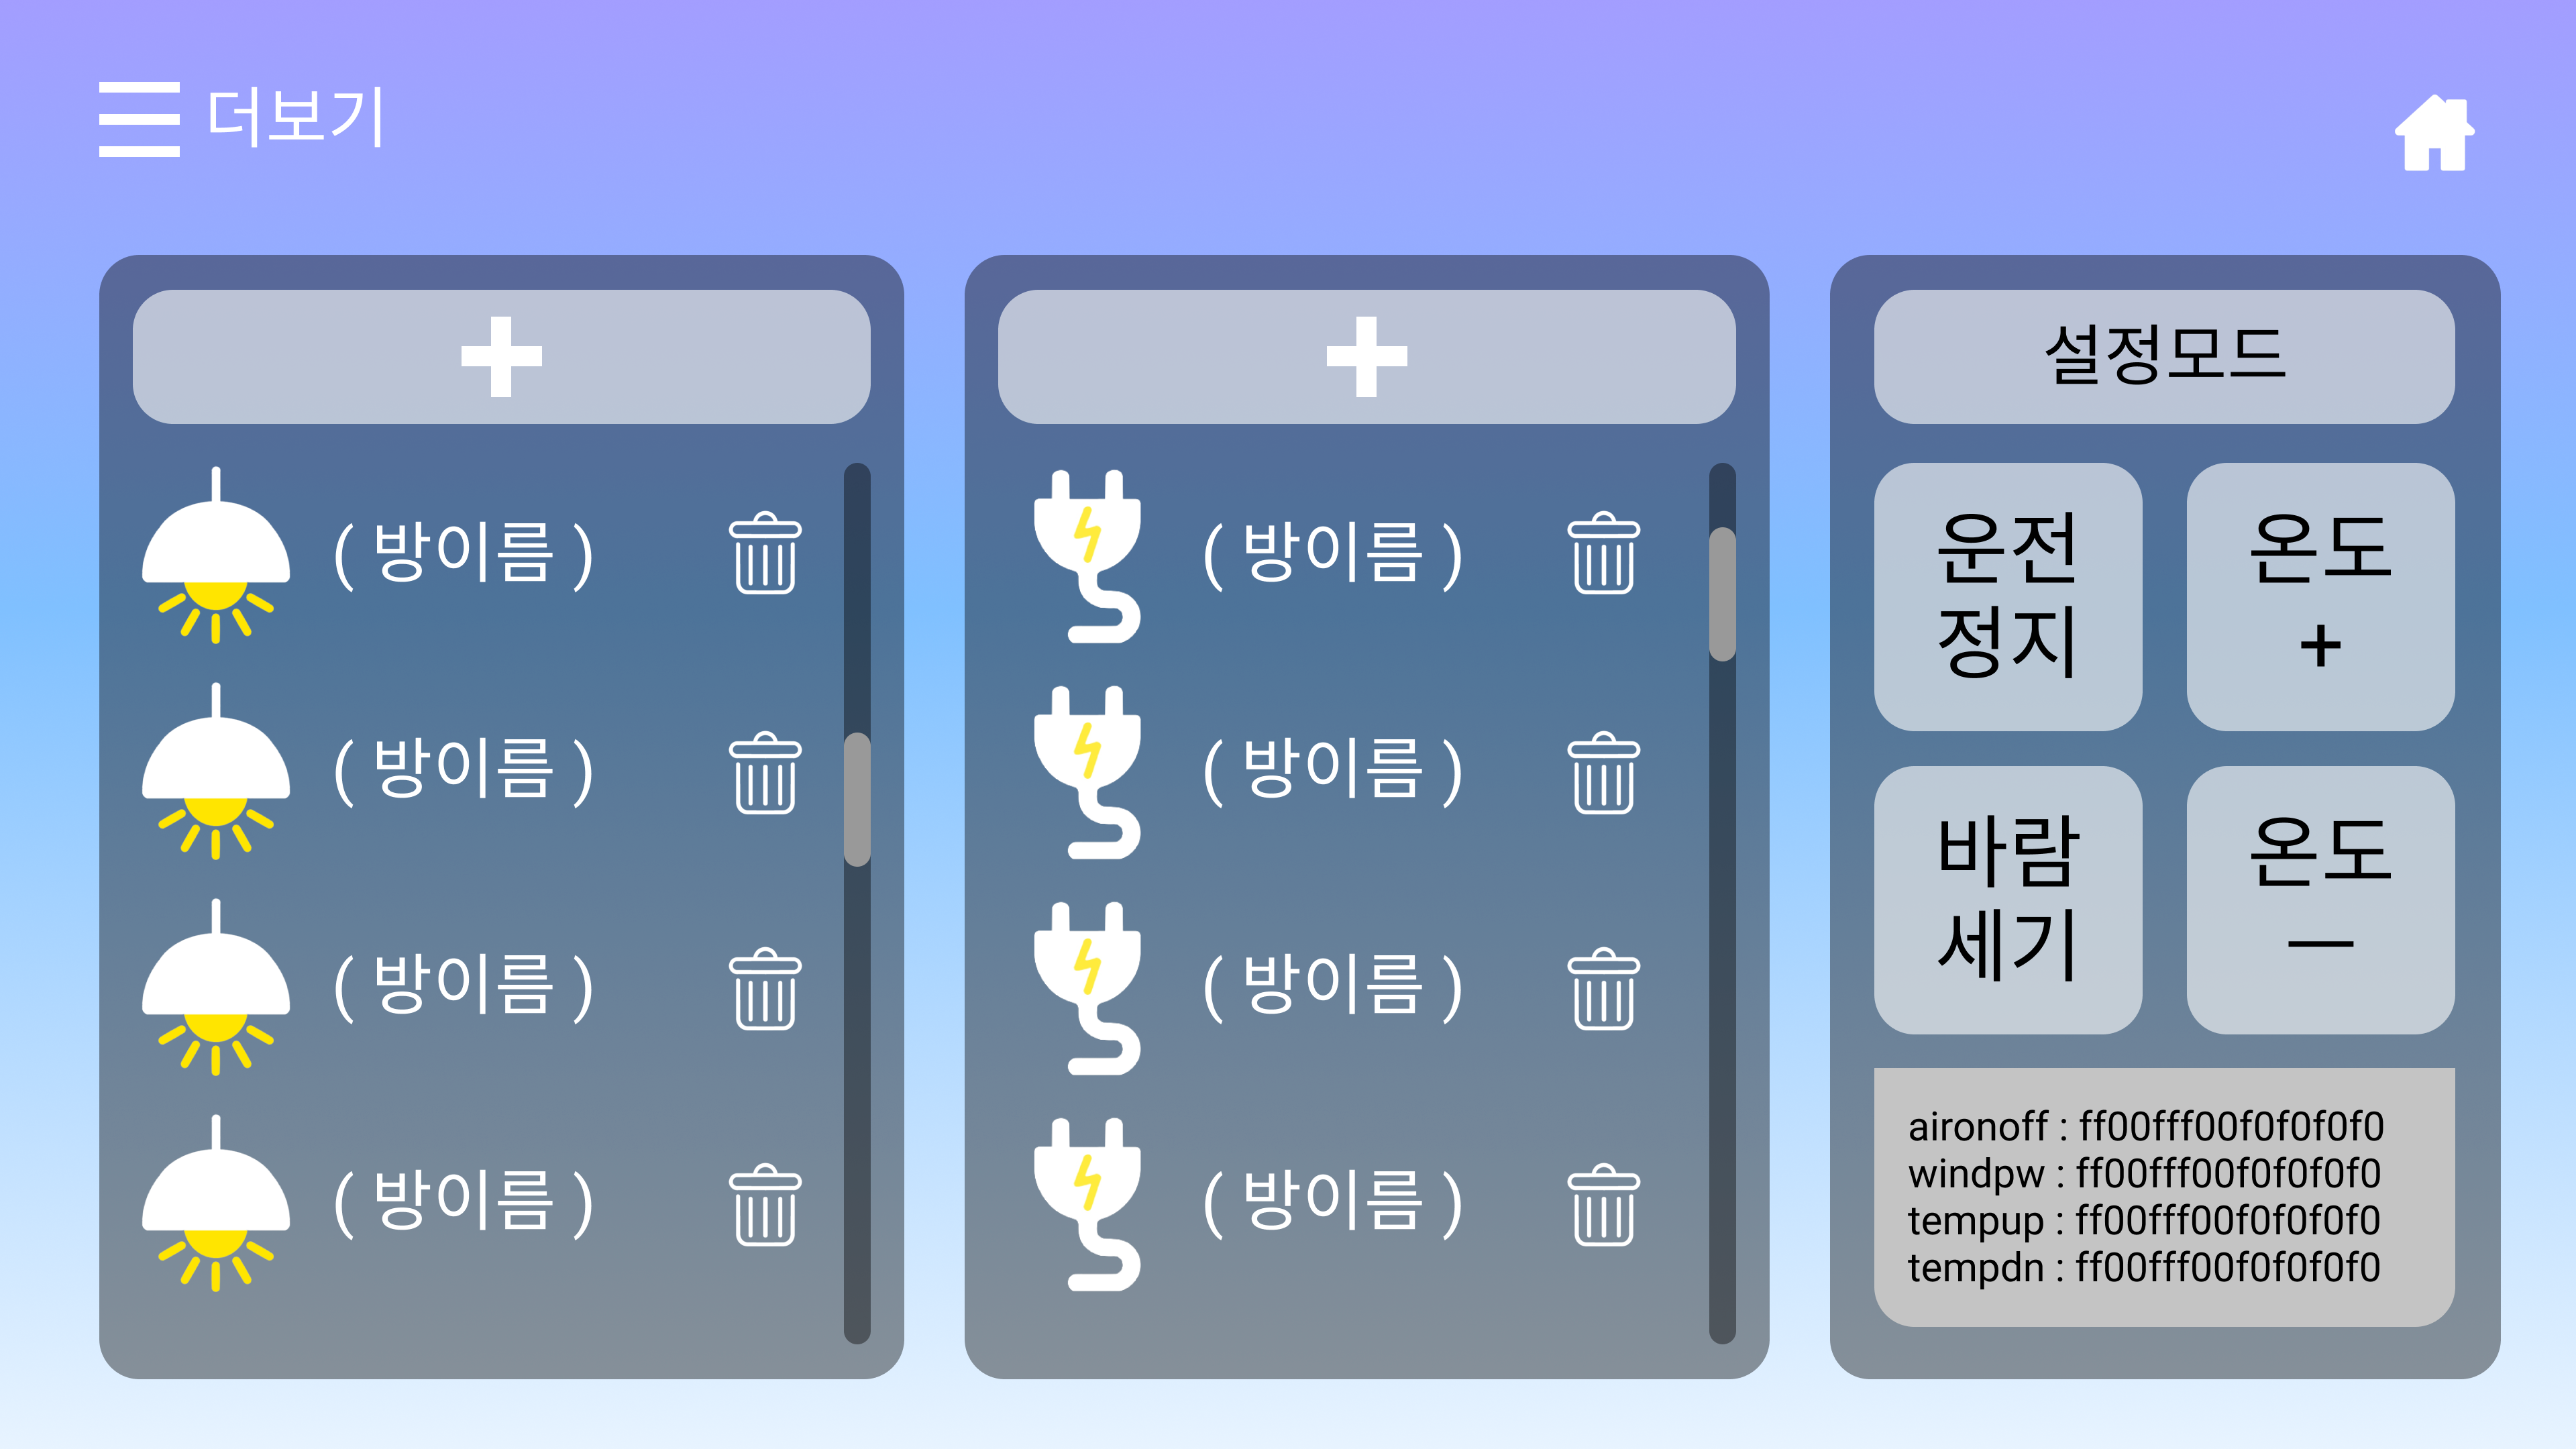 더보기
( 방이름 )
( 방이름 )
( 방이름 )
( 방이름 )
( 방이름 )
( 방이름 )
( 방이름 )
( 방이름 )
설정모드
운전
정지
온도
+
바람
세기
온도
—
aironoff : ff00fff00f0f0f0f0
windpw : ff00fff00f0f0f0f0
tempup : ff00fff00f0f0f0f0
tempdn : ff00fff00f0f0f0f0